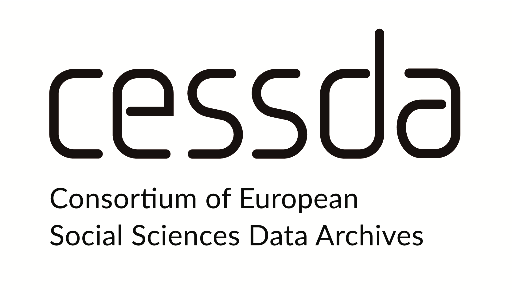 cessda
Consortium of European
Social Sciences Data Archives